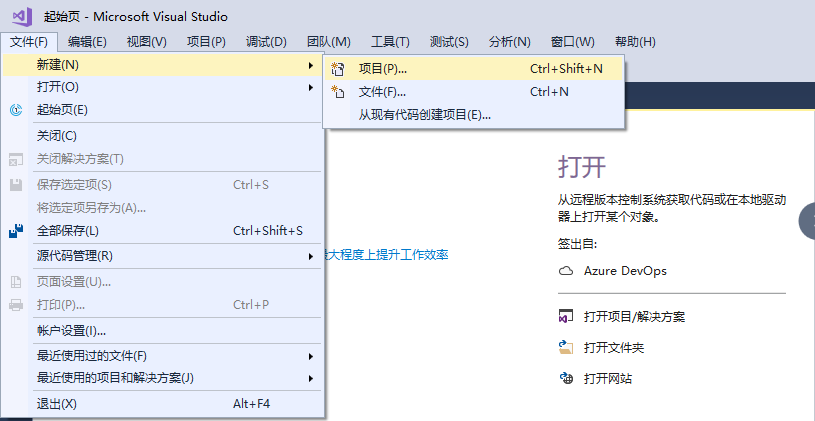 起始页 - Microsoft Visual Studio
文件(F) 编辑(E) 视图(V) 项目(P) 调试(D) 团队(M) 工具(T) 测试(S) 分析(N) 窗口(W) 帮助(H)
新建(N)
打开(O)
起始页(E)
关闭(C)
关闭解决方案(T)
保存选定项(S) Ctrl+S
将选定项另存为(A)...
全部保存(L) Ctrl+Shift+S
源代码管理(R)
页面设置(U)...
打印(P)... Ctrl+P
帐户设置(I)...
最近使用过的文件(F)
最近使用的项目和解决方案(J)
退出(X) Alt+F4
项目(P)... Ctrl+Shift+N
文件(F)... Ctrl+N
从现有代码创建项目(E)...
最大程度上提升工作效率
打开
从远程版本控制系统获取代码或在本地驱动
器上打开某个对象。
签出自:
Azure DevOps
打开项目/解决方案
打开文件夹
打开网站